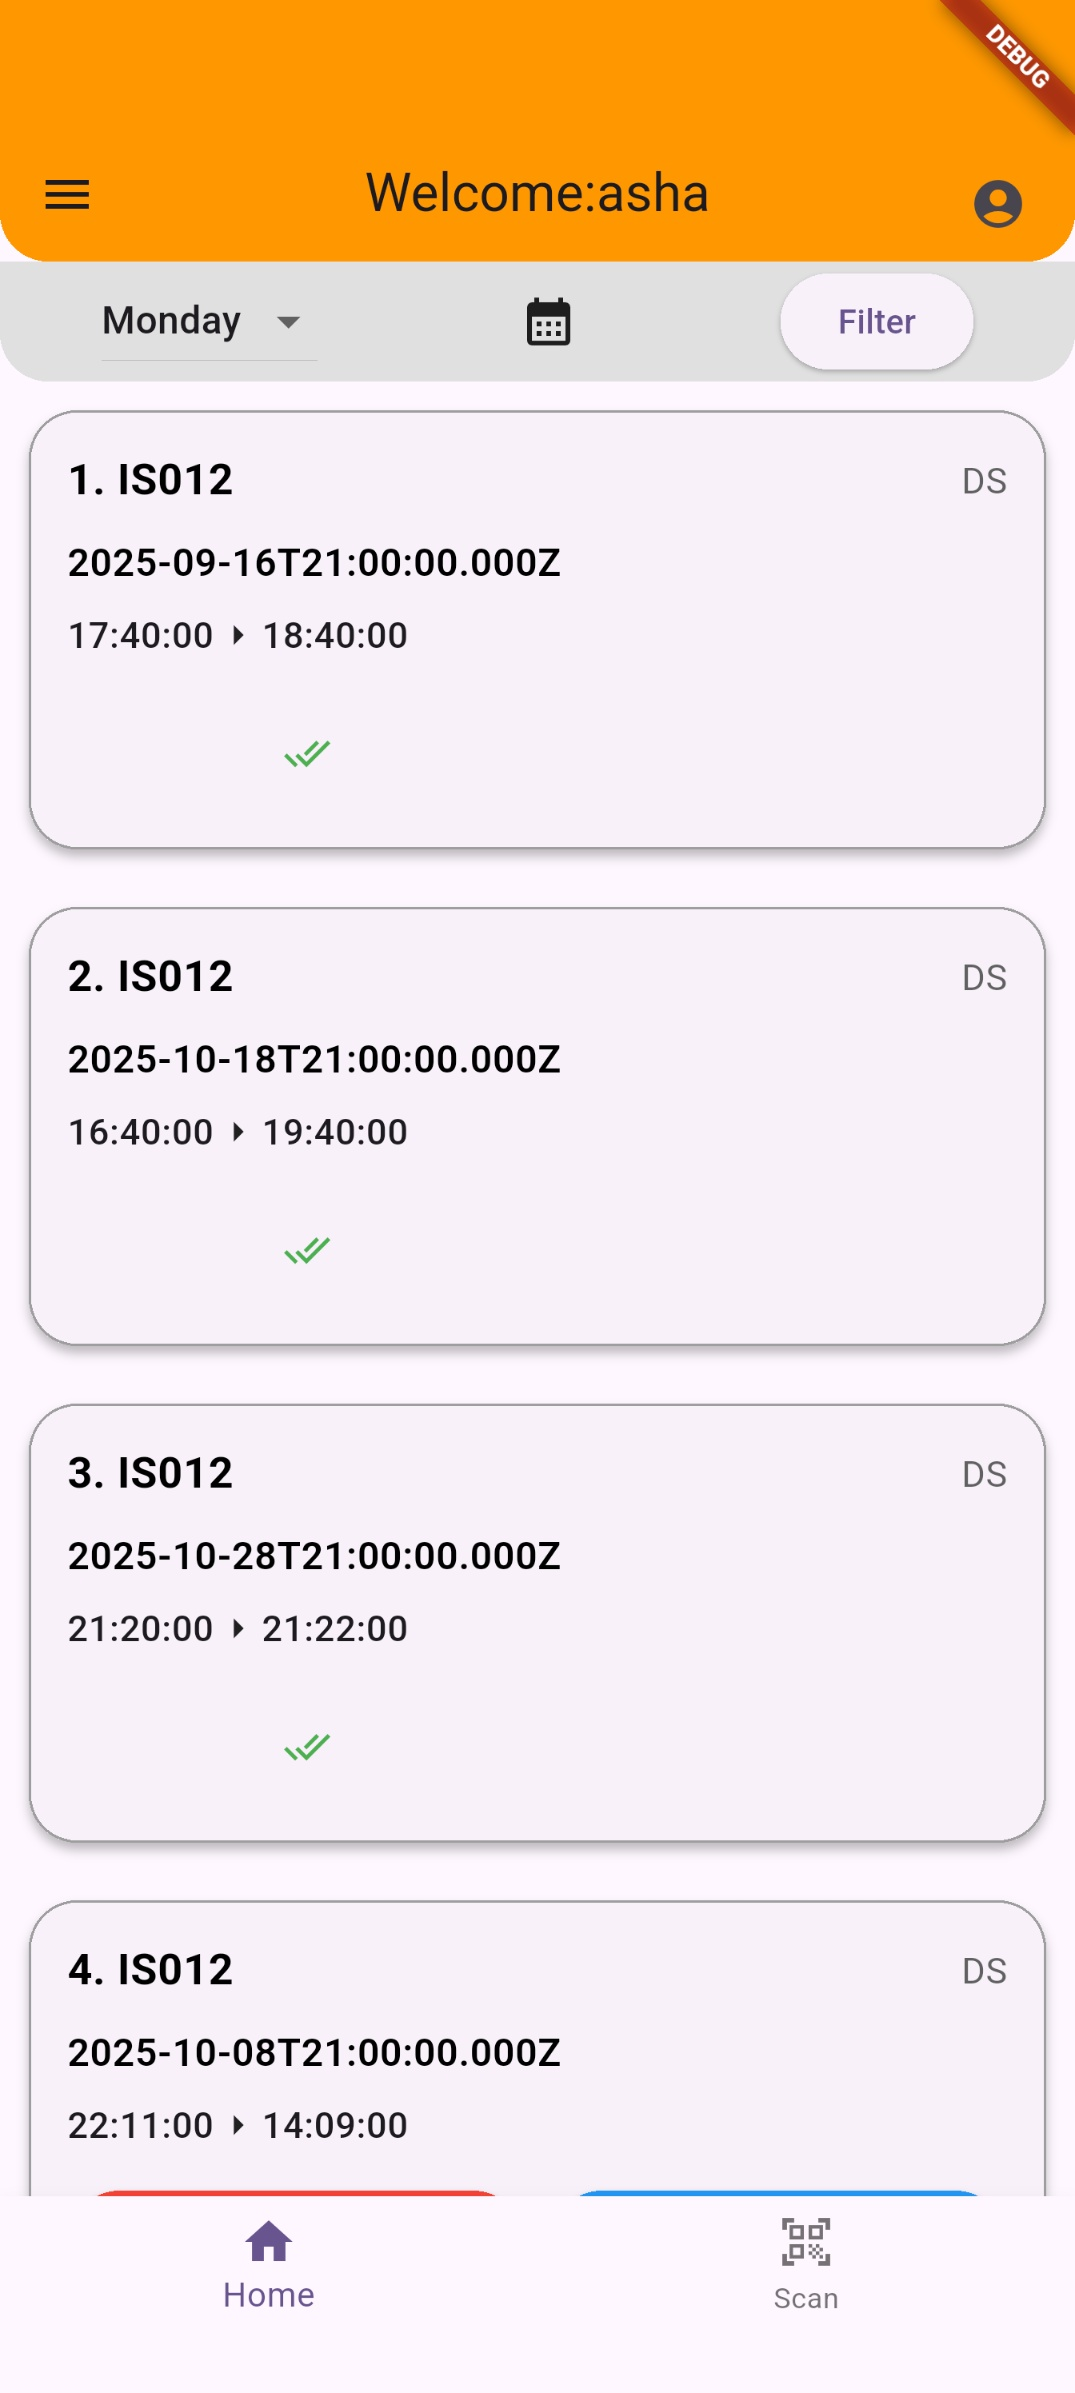 DEBUG
Welcome:asha
Monday
Filter
1. IS012
DS
2025-09-16T21:00:00.000Z
17:40:00 18:40:00
2. IS012
DS
2025-10-18T21:00:00.000Z
16:40:00 19:40:00
3. IS012
DS
2025-10-28T21:00:00.000Z
21:20:00 21:22:00
4. IS012
DS
2025-10-08T21:00:00.000Z
22:11:00 14:09:00
Home
Scan